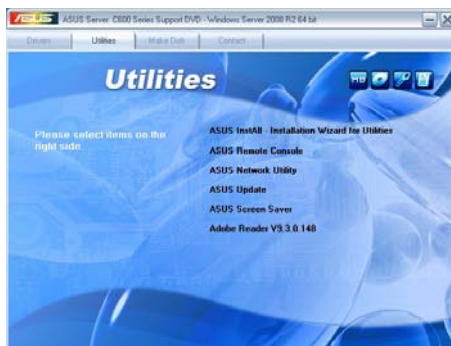 ASUS
ASUS Server C600 Series Support DVD - Windows Server 2008 R2 64 bit
Drivers
Utilities
Make Disk
Contact
Utilities
Please select items on the
right side
ASUS InstAll - Installation Wizard for Utilities
ASUS Remote Console
ASUS Network Utility
ASUS Update
ASUS Screen Saver
Adobe Reader V9.3.0.148